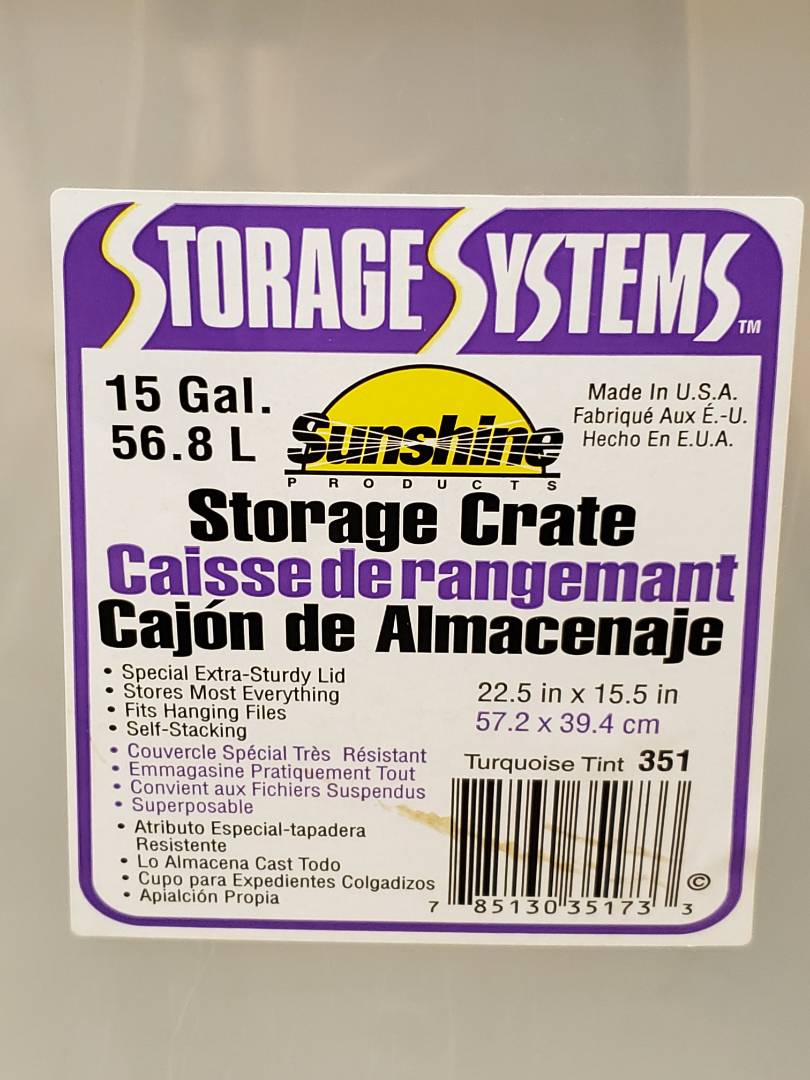 STORAGE SYSTEMS™
15 Gal.
56.8 L
Sunshine
PRODUCTS
Made In U.S.A.
Fabriqué Aux É.-U.
Hecho En E.U.A.
Storage Crate
Caisse de rangemant
Cajón de Almacenaje
• Special Extra-Sturdy Lid
• Stores Most Everything
• Fits Hanging Files
• Self-Stacking
• Couvercle Spécial Très Résistant
• Emmagasine Pratiquement Tout
• Convient aux Fichiers Suspendus
• Superposable
• Atributo Especial-tapadera
Resistente
• Lo Almacena Cast Todo
• Cupo para Expedientes Colgadizos
• Apialción Propia
22.5 in x 15.5 in
57.2 x 39.4 cm
Turquoise Tint 351
©
7 85130 35173 3